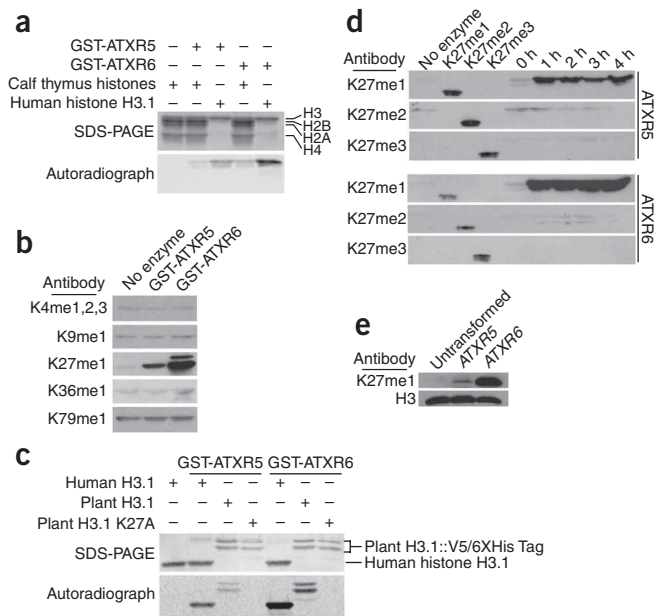 a
GST-ATXR5 – + + – –
GST-ATXR6 – – – + +
Calf thymus histones + + – + –
Human histone H3.1 – – + – +
SDS-PAGE
H3
H2B
H2A
H4
Autoradiograph
b
Antibody
No enzyme
GST-ATXR5
GST-ATXR6
K4me1,2,3
K9me1
K27me1
K36me1
K79me1
c
GST-ATXR5 GST-ATXR6
Human H3.1 + + – – + – –
Plant H3.1 – – + – – + –
Plant H3.1 K27A – – – + – – +
SDS-PAGE
Plant H3.1::V5/6XHis Tag
Human histone H3.1
Autoradiograph
d
Antibody
No enzyme
K27me1
K27me2
K27me3
0 h
1 h
2 h
3 h
4 h
K27me1
K27me2
K27me3
ATXR5
K27me1
K27me2
K27me3
ATXR6
e
Antibody
Untransformed
ATXR5
ATXR6
K27me1
H3